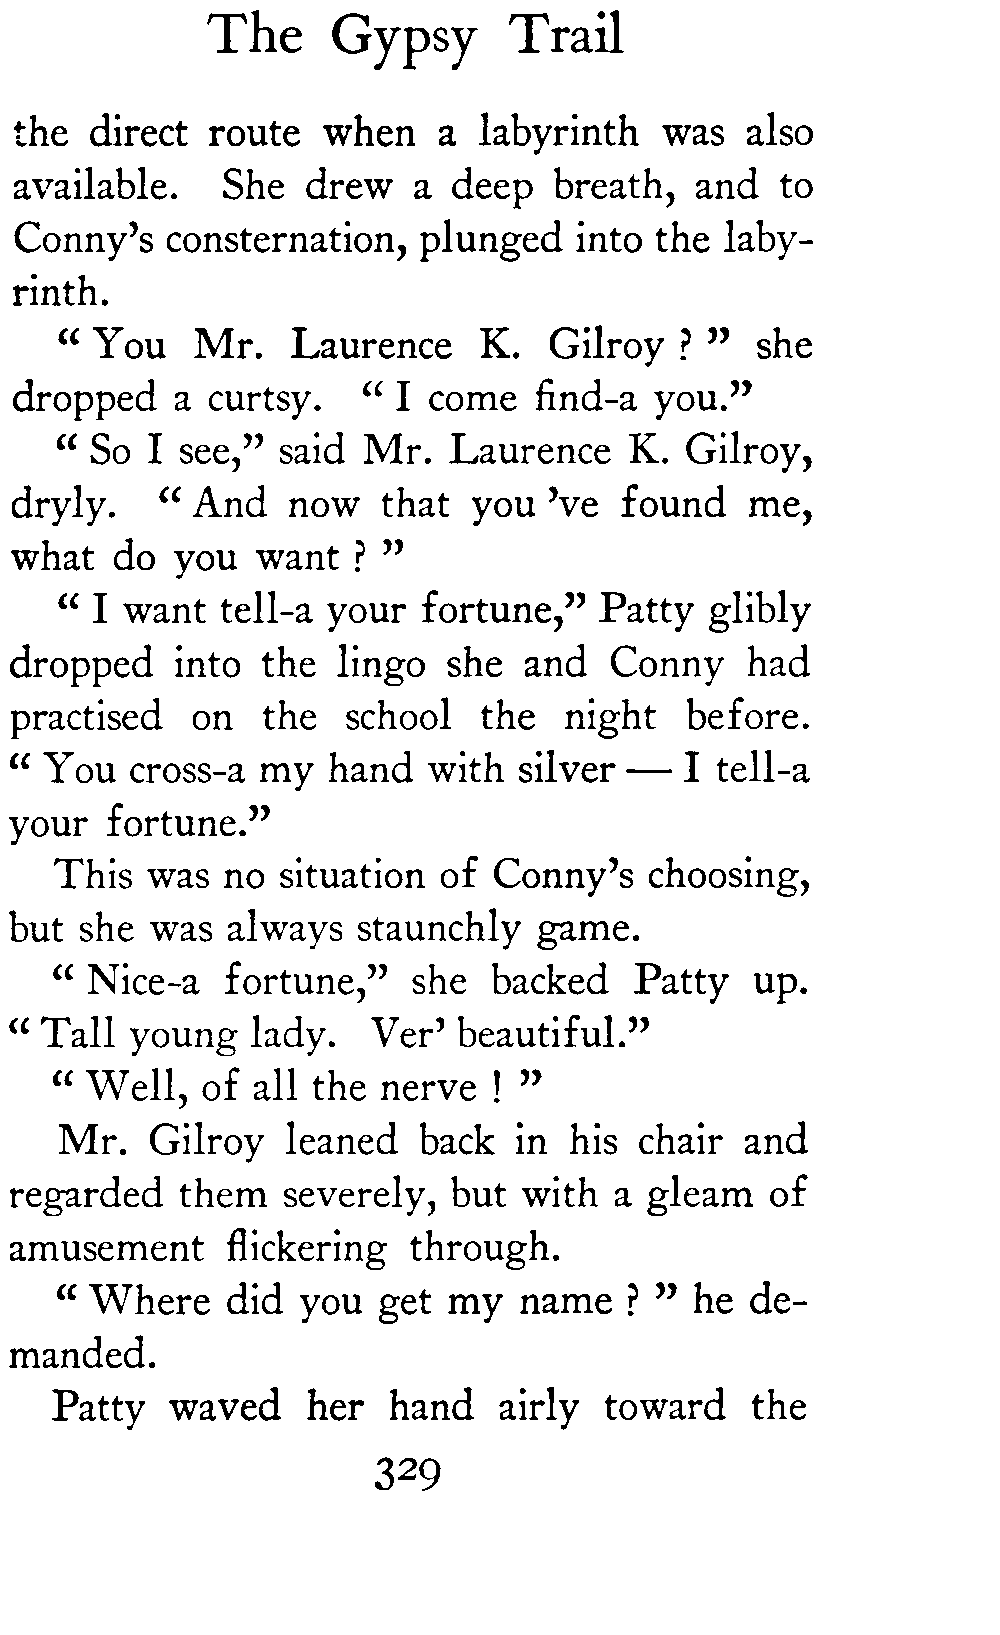 The Gypsy Trail
the direct route when a labyrinth was also
available. She drew a deep breath, and to
Conny's consternation, plunged into the laby-
rinth.
" You Mr. Laurence K. Gilroy ? " she
dropped a curtsy. " I come find-a you."
" So I see," said Mr. Laurence K. Gilroy,
dryly. " And now that you 've found me,
what do you want ? "
" I want tell-a your fortune," Patty glibly
dropped into the lingo she and Conny had
practised on the school the night before.
" You cross-a my hand with silver — I tell-a
your fortune."
This was no situation of Conny's choosing,
but she was always staunchly game.
" Nice-a fortune," she backed Patty up.
" Tall young lady. Ver' beautiful."
" Well, of all the nerve ! "
Mr. Gilroy leaned back in his chair and
regarded them severely, but with a gleam of
amusement flickering through.
" Where did you get my name ? " he de-
manded.
Patty waved her hand airly toward the
329